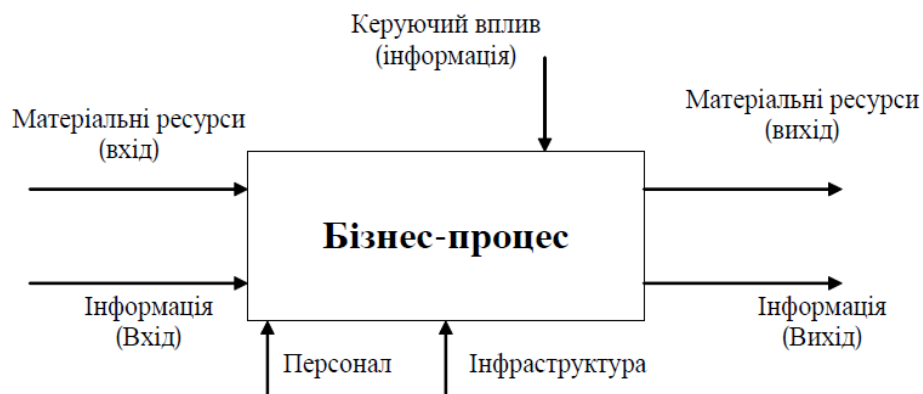 Керуючий вплив
(інформація)
Матеріальні ресурси
(вхід)
Матеріальні ресурси
(вихід)
Бізнес-процес
Інформація
(Вхід)
Інформація
(Вихід)
Персонал
Інфраструктура